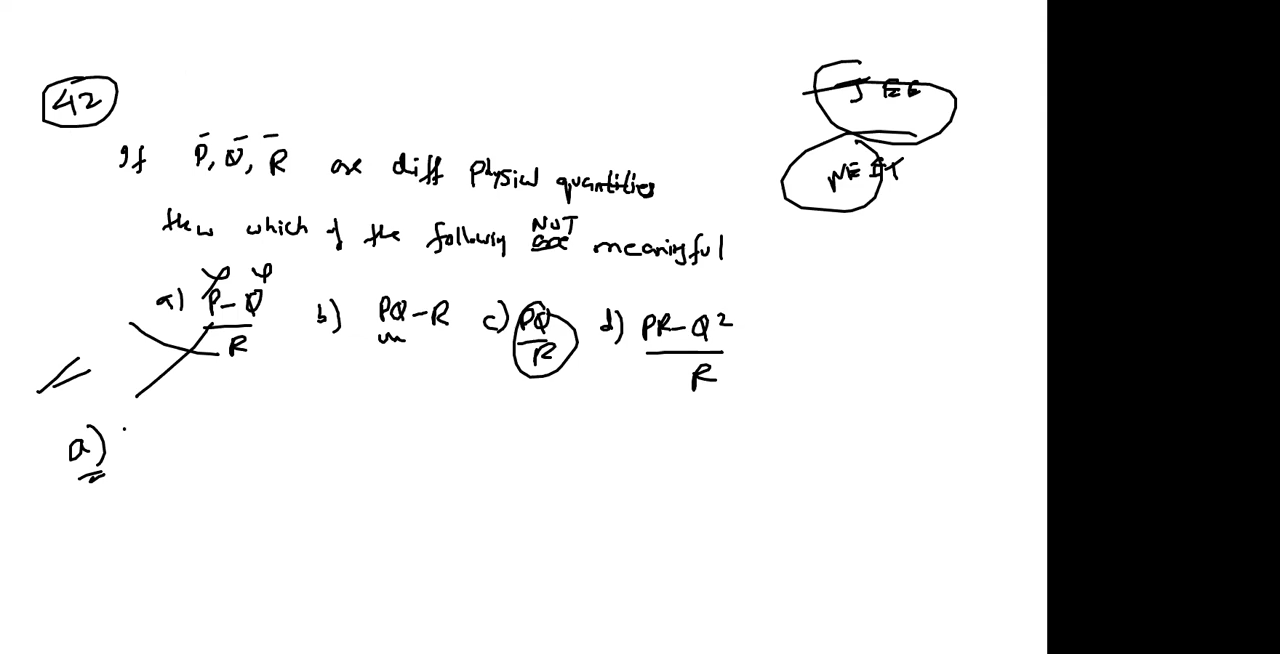 42
JEE
NEET
If P̄, Q̄, R̄ are diff physical quantities
then which of the following NOT meaningful
a) P-Q/R b) PQ-R c) PQ/R d) PR-Q²/R
a)